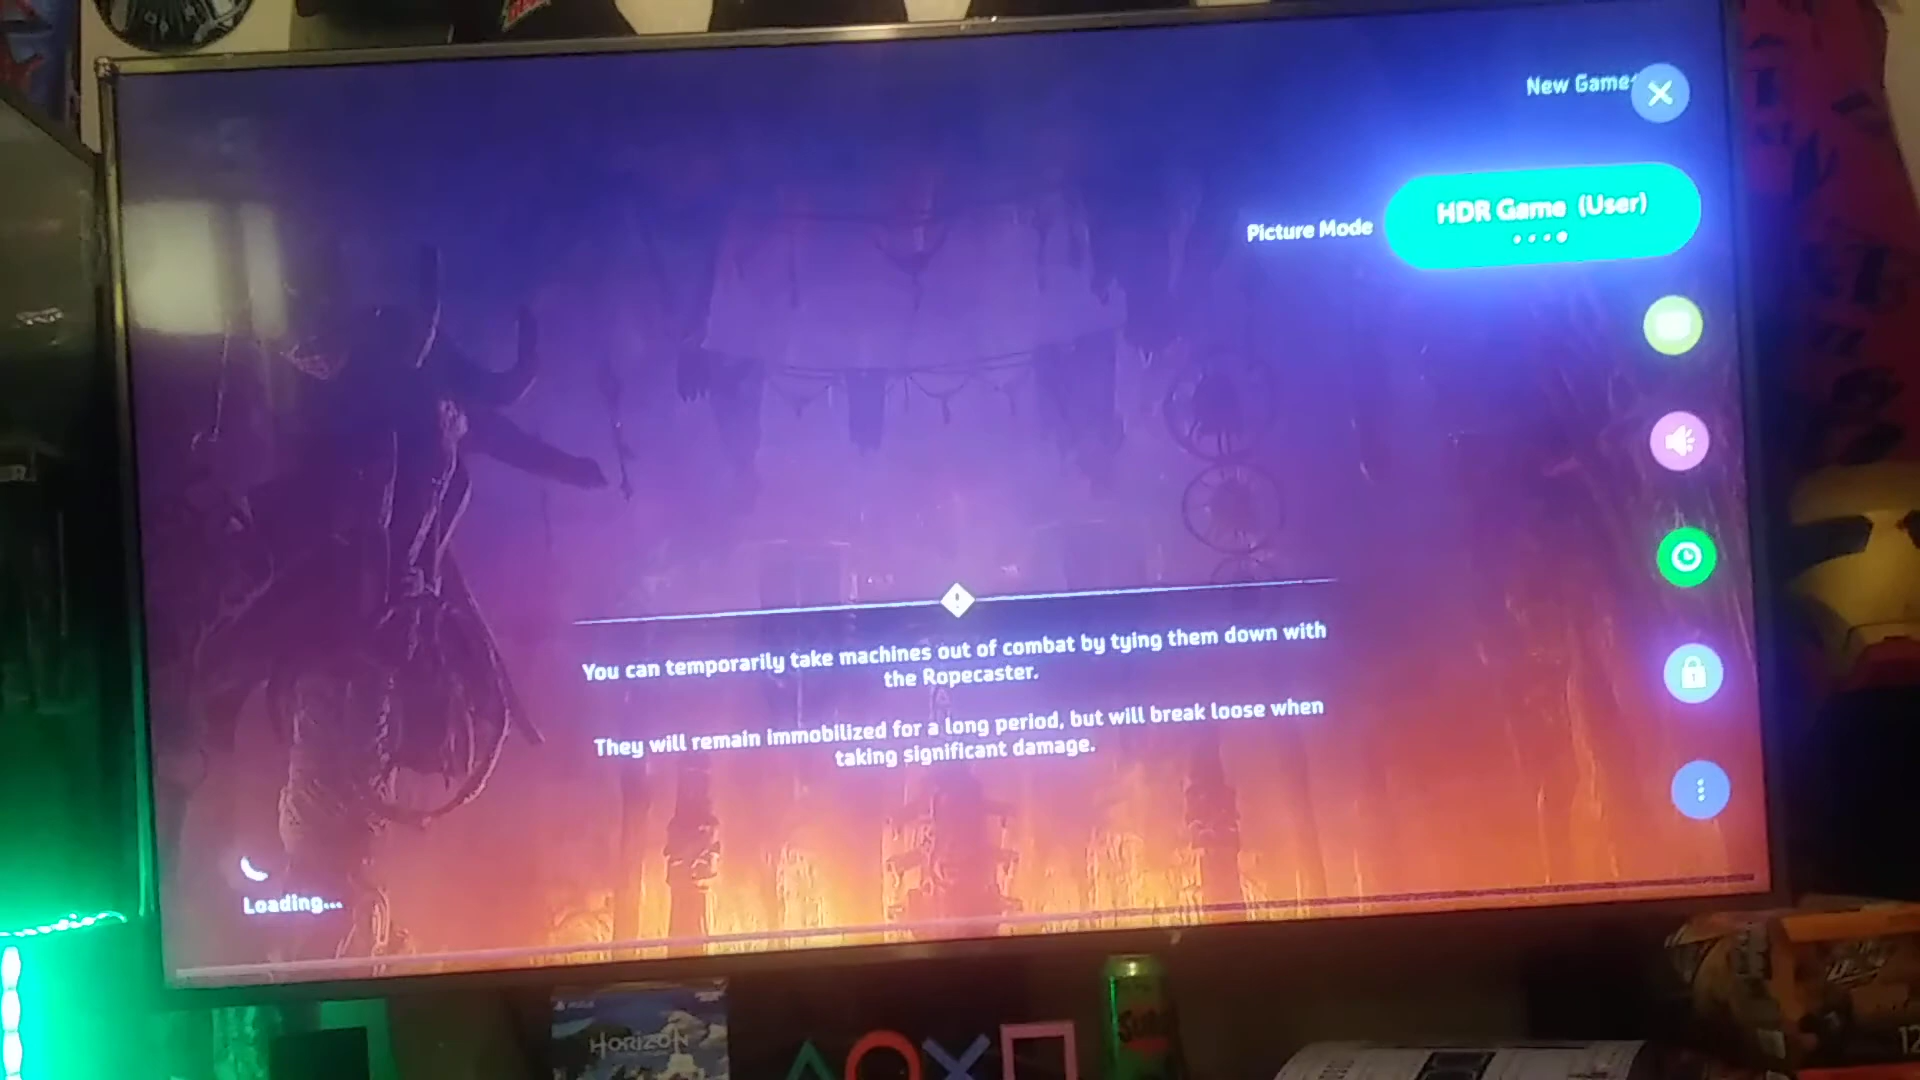 New Game
HDR Game (User)
Picture Mode
You can temporarily take machines out of combat by tying them down with
the Ropecaster.
They will remain immobilized for a long period, but will break loose when
taking significant damage.
Loading...
HORIZON